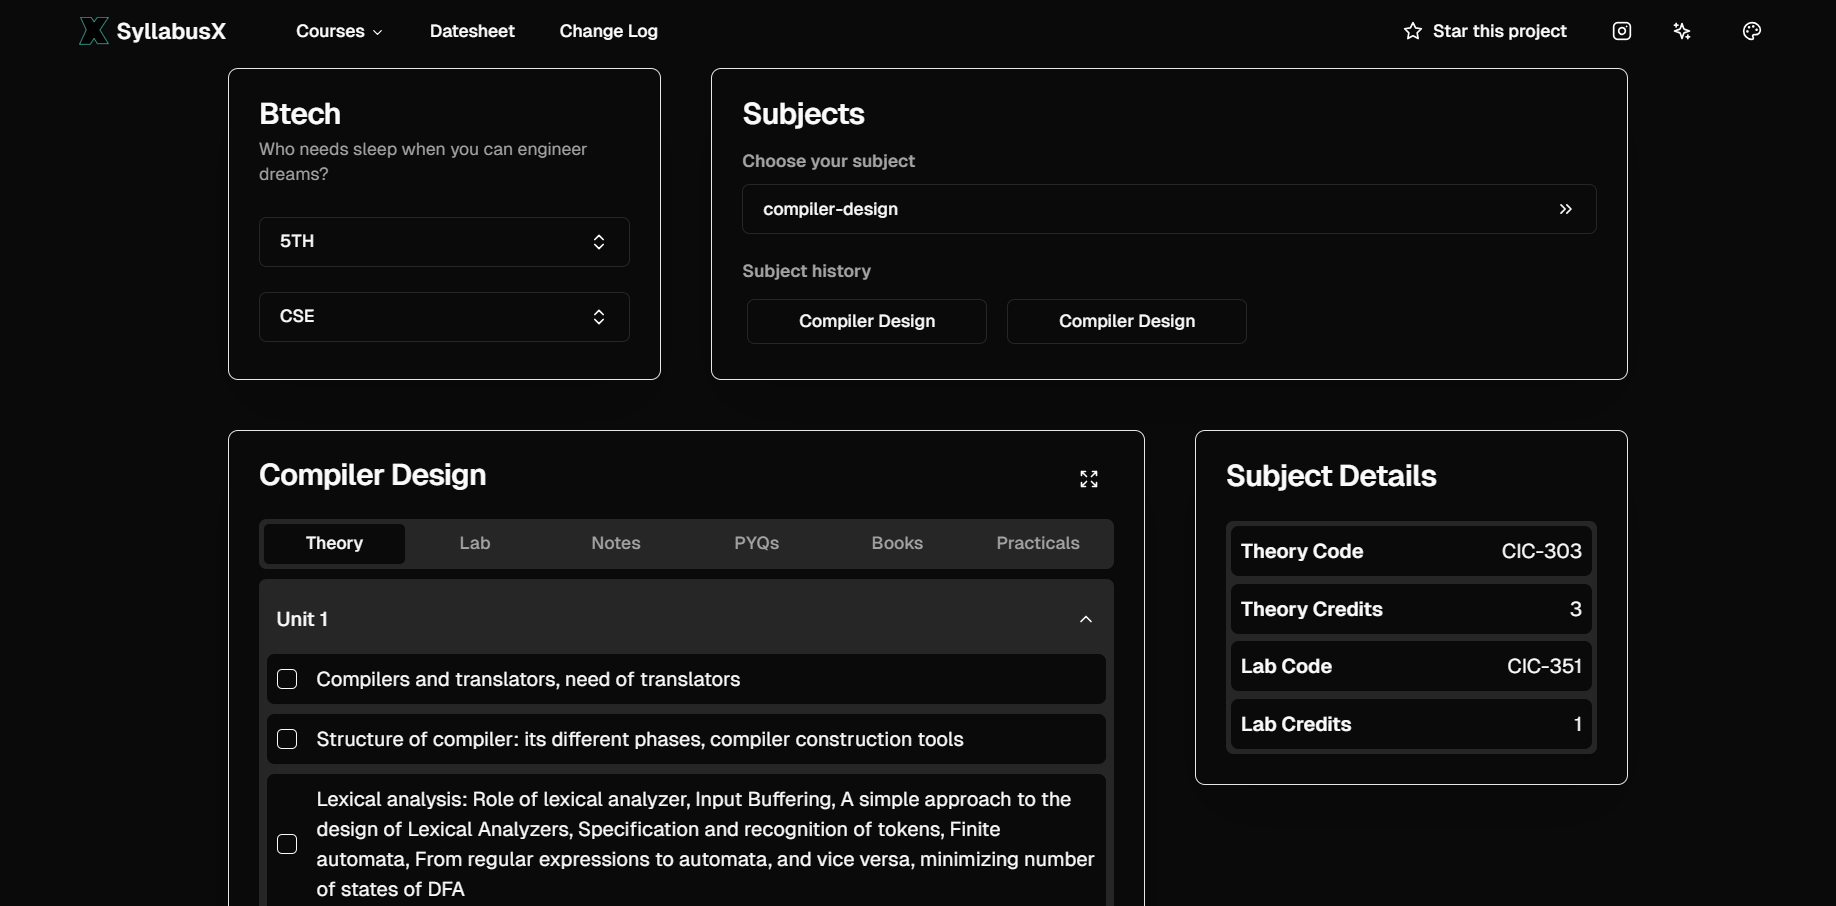 SyllabusX
Courses
Datesheet
Change Log
Star this project
Btech
Who needs sleep when you can engineer
dreams?
5TH
CSE
Subjects
Choose your subject
compiler-design
Subject history
Compiler Design
Compiler Design
Compiler Design
Theory
Lab
Notes
PYQs
Books
Practicals
Unit 1
Compilers and translators, need of translators
Structure of compiler: its different phases, compiler construction tools
Lexical analysis: Role of lexical analyzer, Input Buffering, A simple approach to the
design of Lexical Analyzers, Specification and recognition of tokens, Finite
automata, From regular expressions to automata, and vice versa, minimizing number
of states of DFA
Subject Details
Theory Code CIC-303
Theory Credits 3
Lab Code CIC-351
Lab Credits 1